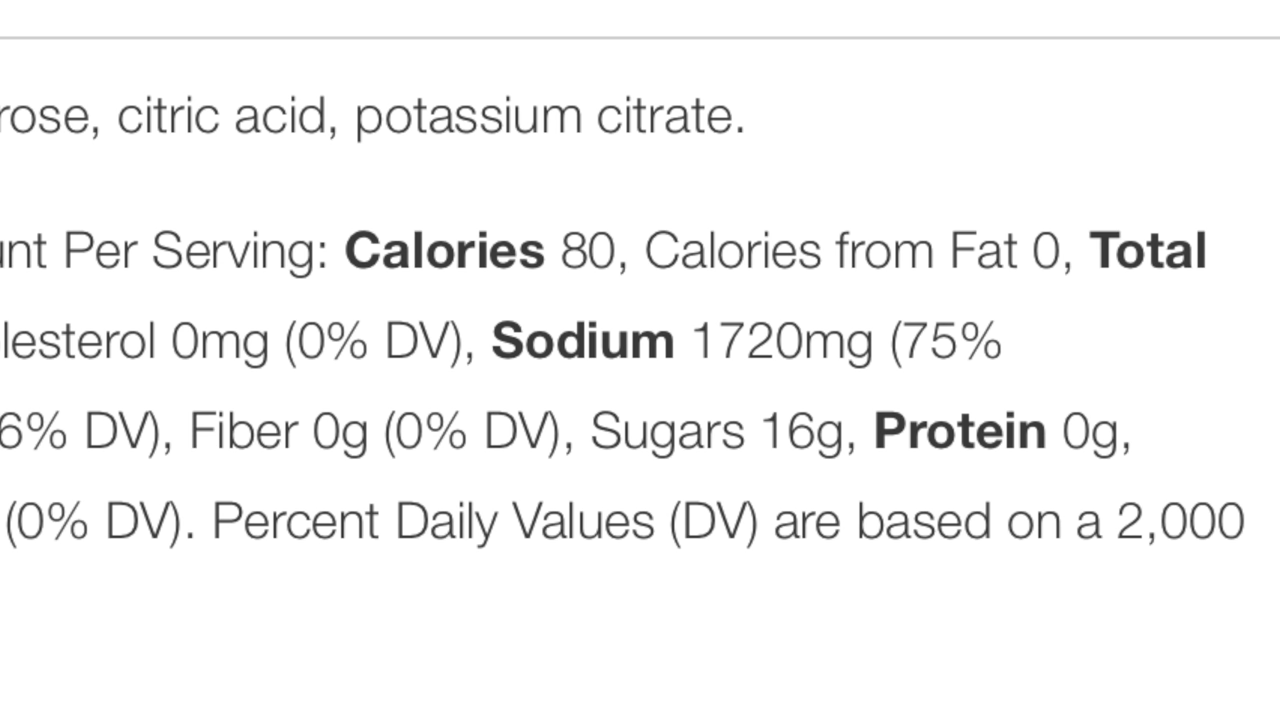 rose, citric acid, potassium citrate.
unt Per Serving: Calories 80, Calories from Fat 0, Total
lesterol 0mg (0% DV), Sodium 1720mg (75%
6% DV), Fiber 0g (0% DV), Sugars 16g, Protein 0g,
(0% DV). Percent Daily Values (DV) are based on a 2,000